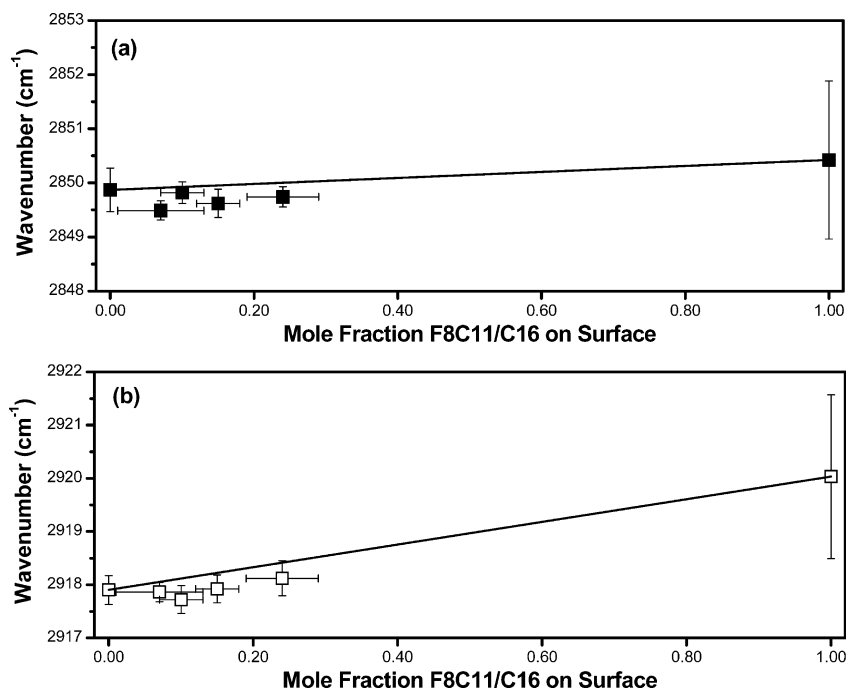 (a)
Wavenumber (cm⁻¹)
2853
2852
2851
2850
2849
2848
0.00 0.20 0.40 0.60 0.80 1.00
Mole Fraction F8C11/C16 on Surface
(b)
Wavenumber (cm⁻¹)
2922
2921
2920
2919
2918
2917
0.00 0.20 0.40 0.60 0.80 1.00
Mole Fraction F8C11/C16 on Surface